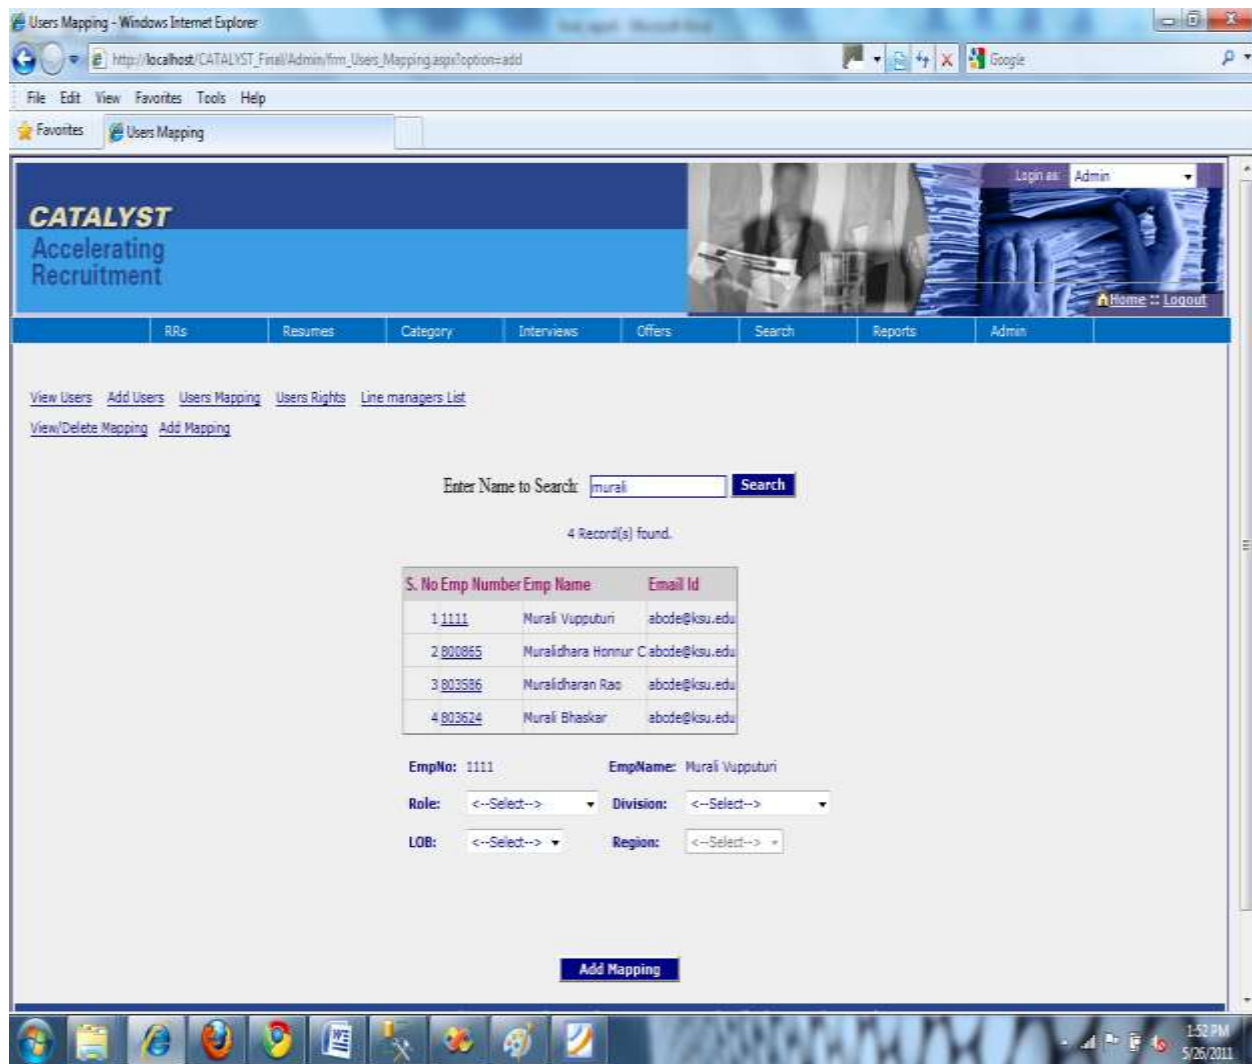 Users Mapping - Windows Internet Explorer
http://localhost/CATALYST_Final/Admin/frm_Users_Mapping.aspx?option=add
Google
File Edit View Favorites Tools Help
Favorites Users Mapping
Login as: Admin
CATALYST
Accelerating
Recruitment
Home :: Logout
RRs Resumes Category Interviews Offers Search Reports Admin
View Users Add Users Users Mapping Users Rights Line managers List
View/Delete Mapping Add Mapping
Enter Name to Search: murali Search
4 Record(s) found.
S. No Emp Number Emp Name Email Id
1 1111 Murali Vupputuri abcde@ksu.edu
2 800865 Muralidhara Honnur C abcde@ksu.edu
3 803586 Muralidharan Rao abcde@ksu.edu
4 803624 Murali Bhaskar abcde@ksu.edu
EmpNo: 1111 EmpName: Murali Vupputuri
Role: <--Select--> Division: <--Select-->
LOB: <--Select--> Region: <--Select-->
Add Mapping
1:52 PM
5/26/2011